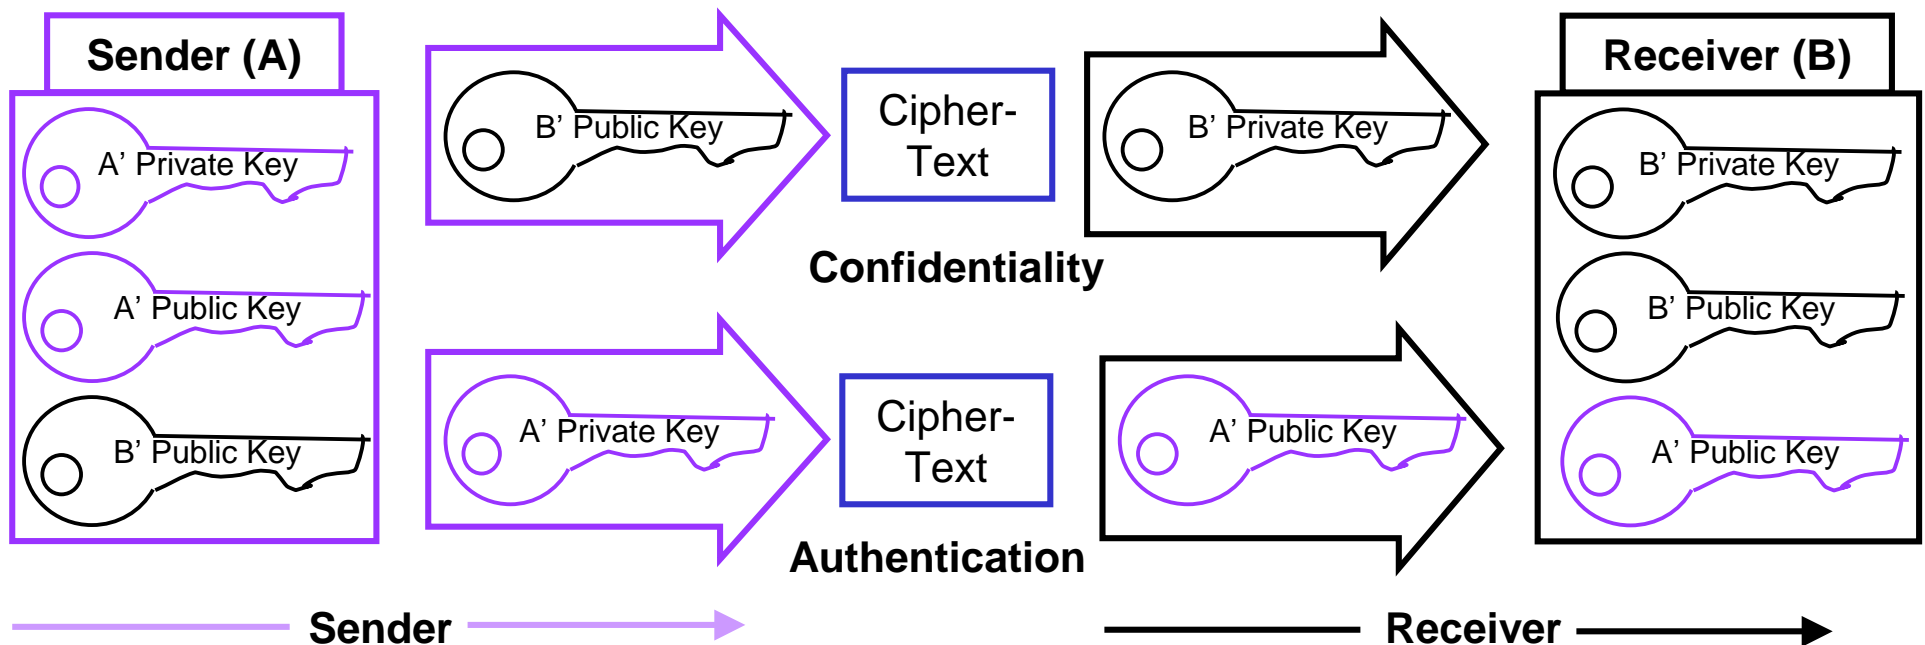 Sender (A)
A’ Private Key
A’ Public Key
B’ Public Key
B’ Public Key
Cipher-
Text
B’ Private Key
Confidentiality
A’ Private Key
Cipher-
Text
A’ Public Key
Authentication
Receiver (B)
B’ Private Key
B’ Public Key
A’ Public Key
Sender
Receiver